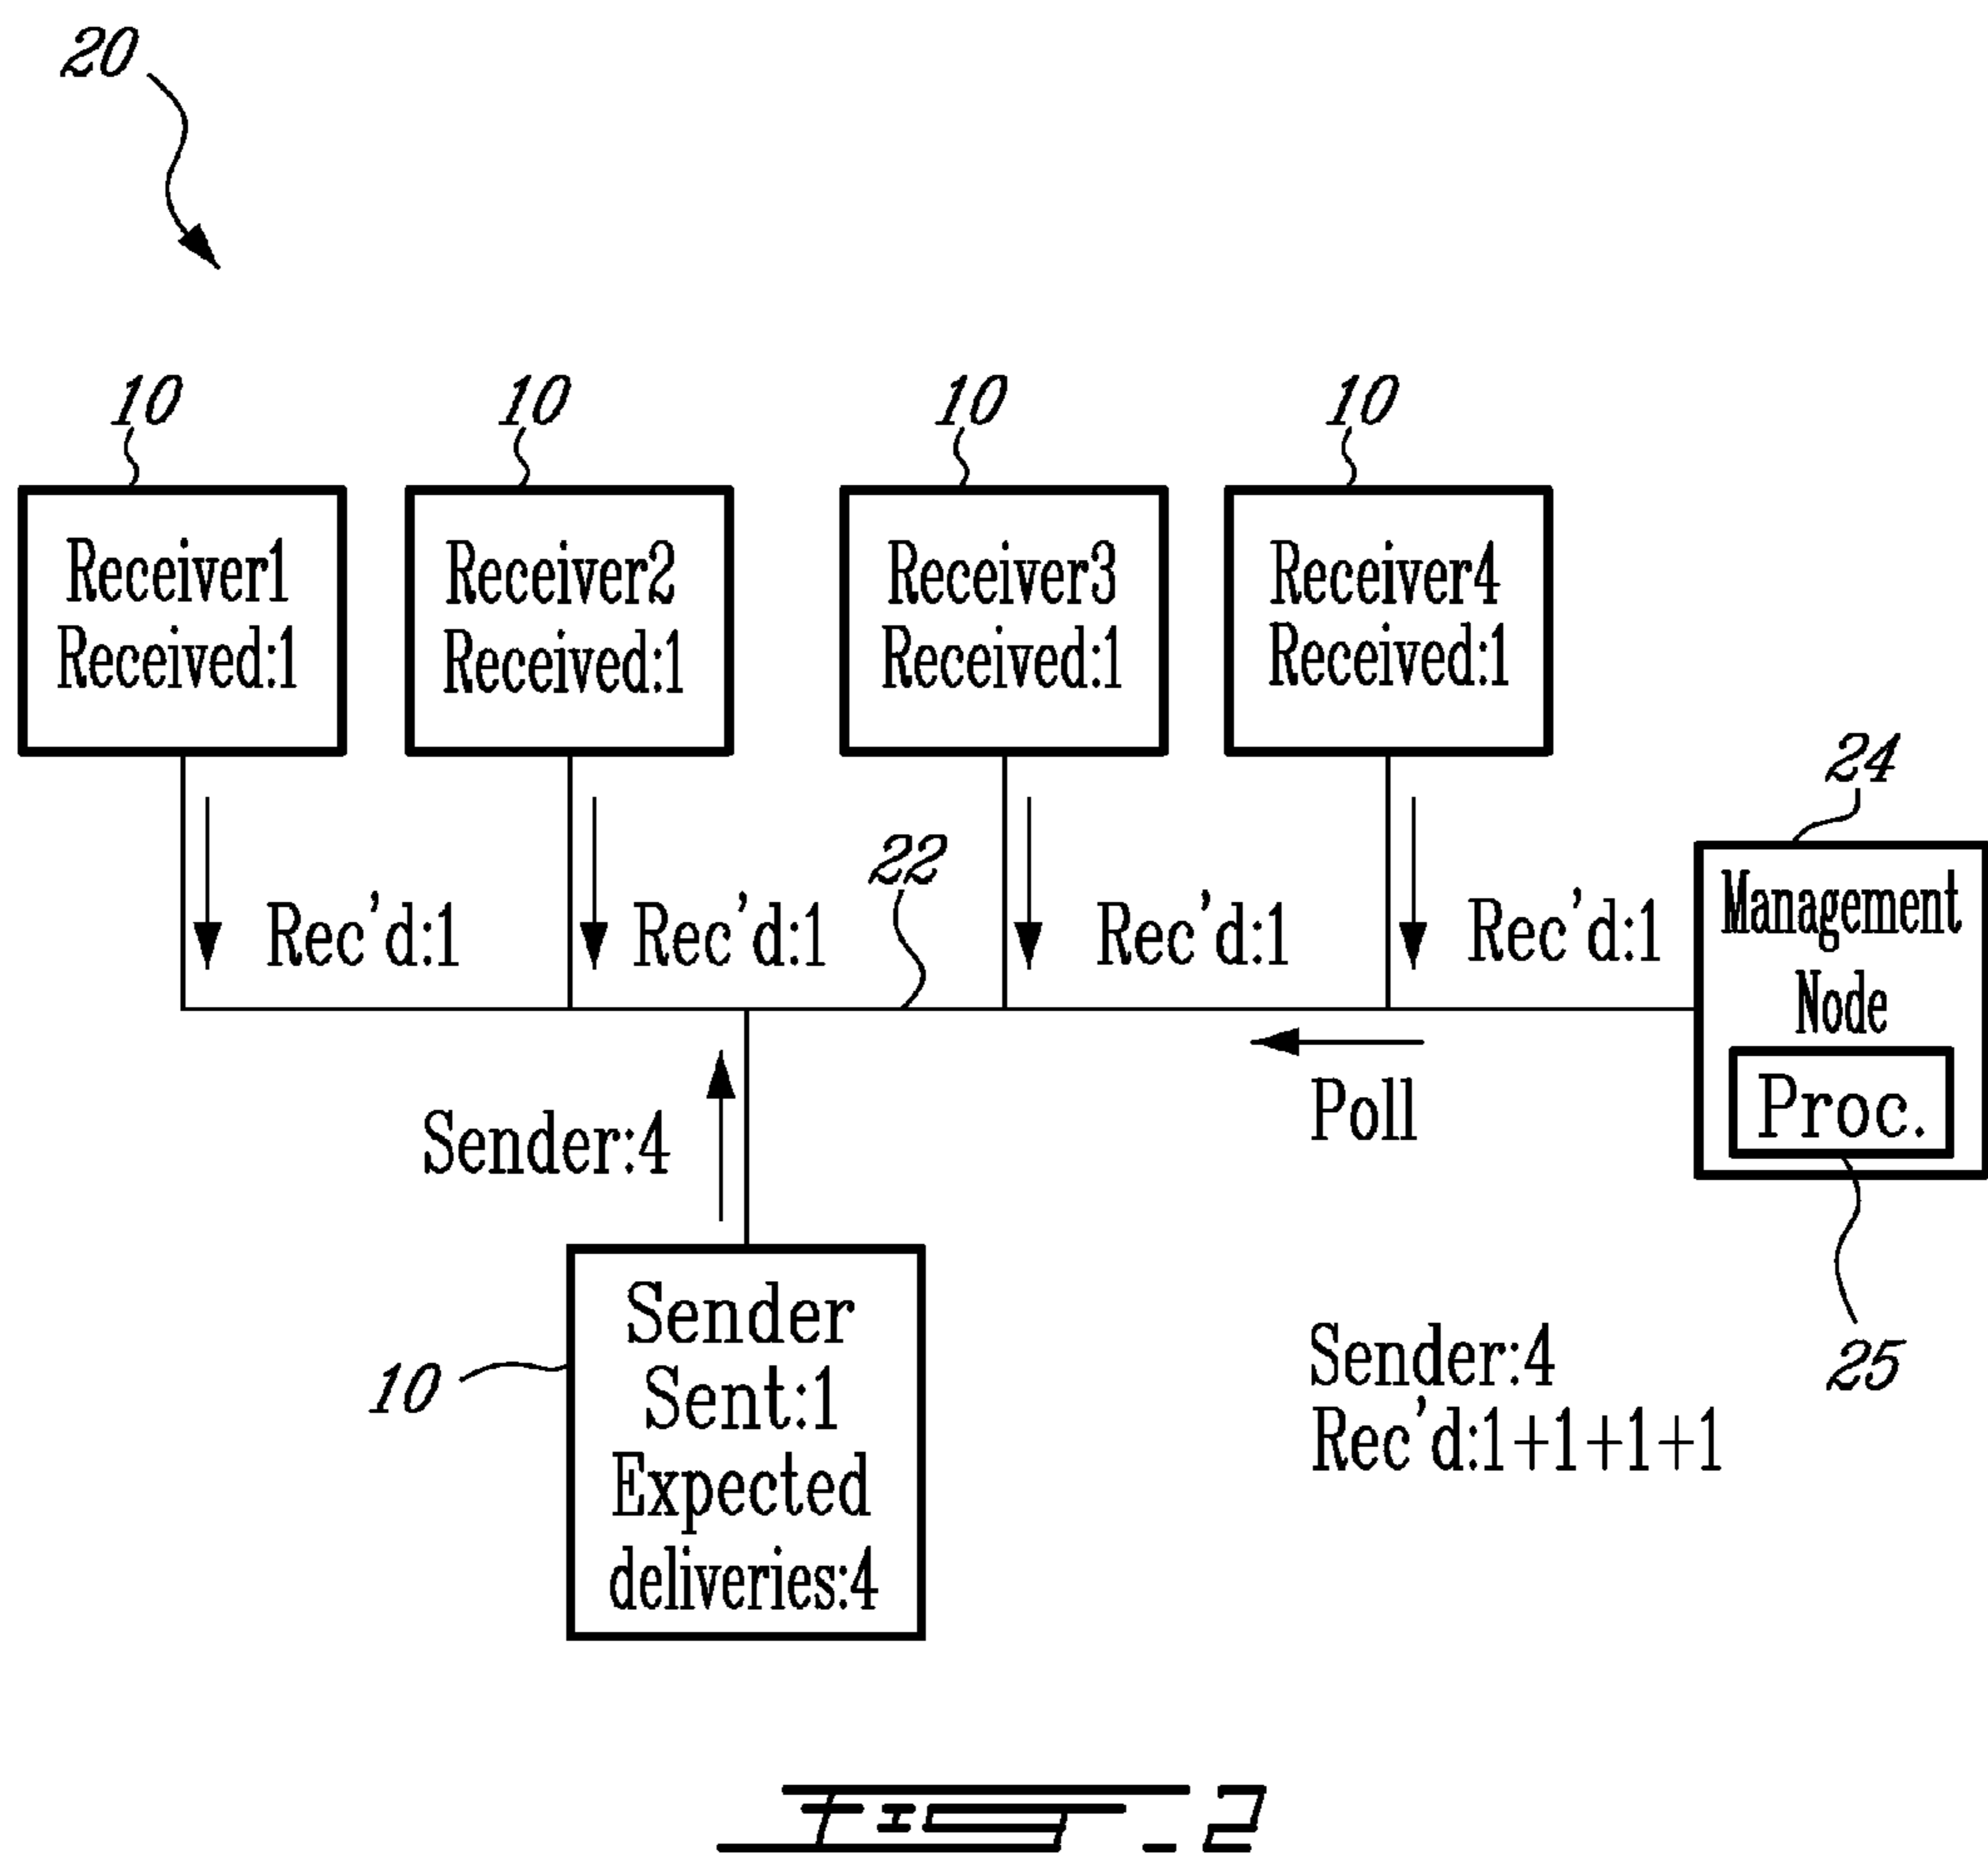 20
10
10
10
10
Receiver1
Received:1
Receiver2
Received:1
Receiver3
Received:1
Receiver4
Received:1
24
22
Rec'd:1
Rec'd:1
Rec'd:1
Rec'd:1
Management
Node
Proc.
Poll
Sender:4
10
Sender
Sent:1
Expected
deliveries:4
25
Sender:4
Rec'd:1+1+1+1
FIG. 2